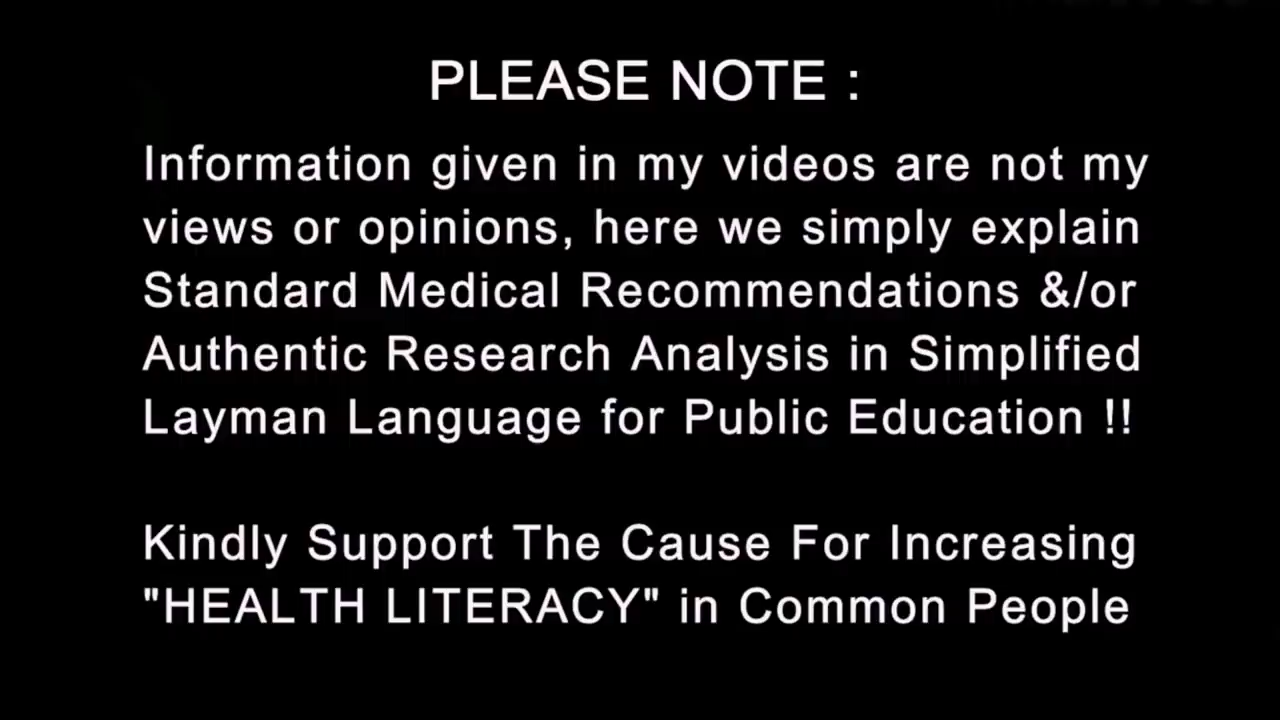 PLEASE NOTE :
Information given in my videos are not my
views or opinions, here we simply explain
Standard Medical Recommendations &/or
Authentic Research Analysis in Simplified
Layman Language for Public Education !!
Kindly Support The Cause For Increasing
"HEALTH LITERACY" in Common People